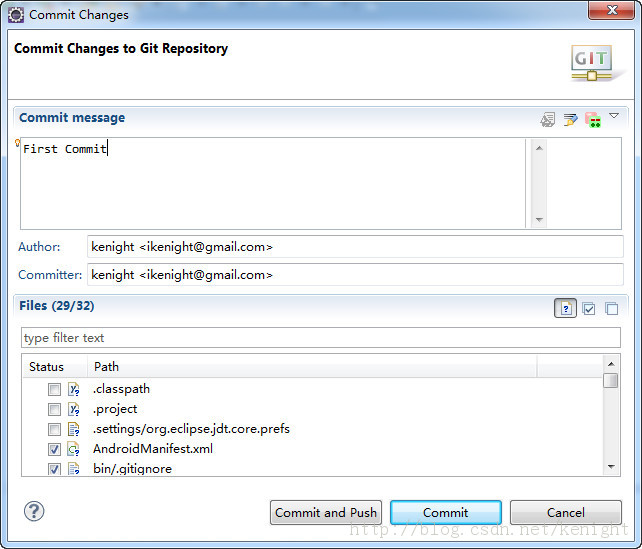 Commit Changes
Commit Changes to Git Repository
GIT
Commit message
First Commit
Author: kenight <ikenight@gmail.com>
Committer: kenight <ikenight@gmail.com>
Files (29/32)
type filter text
Status Path
.classpath
.project
.settings/org.eclipse.jdt.core.prefs
AndroidManifest.xml
bin/.gitignore
Commit and Push Commit Cancel
http://blog.csdn.net/kenight